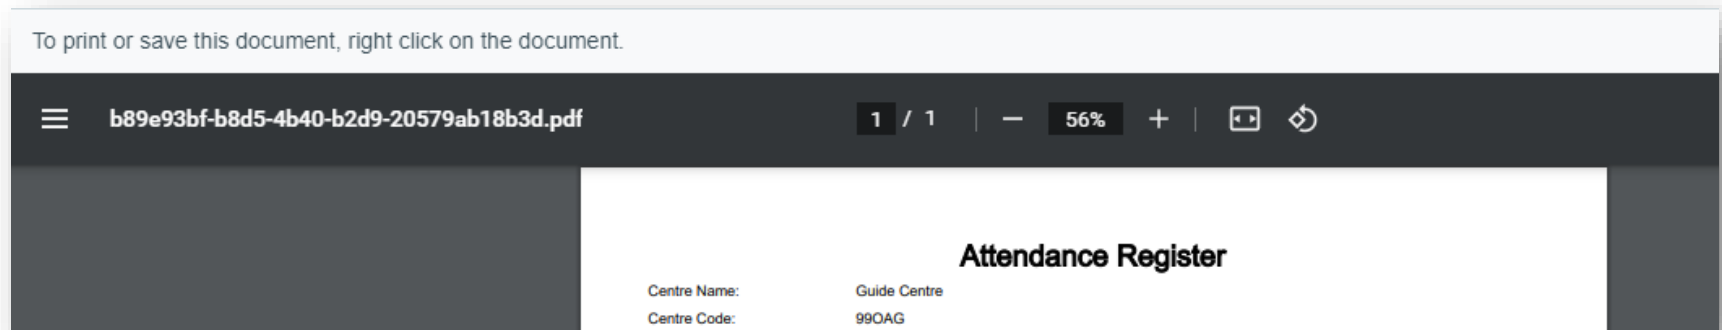 To print or save this document, right click on the document.
b89e93bf-b8d5-4b40-b2d9-20579ab18b3d.pdf 1 / 1 56%
Attendance Register
Centre Name: Guide Centre
Centre Code: 99OAG